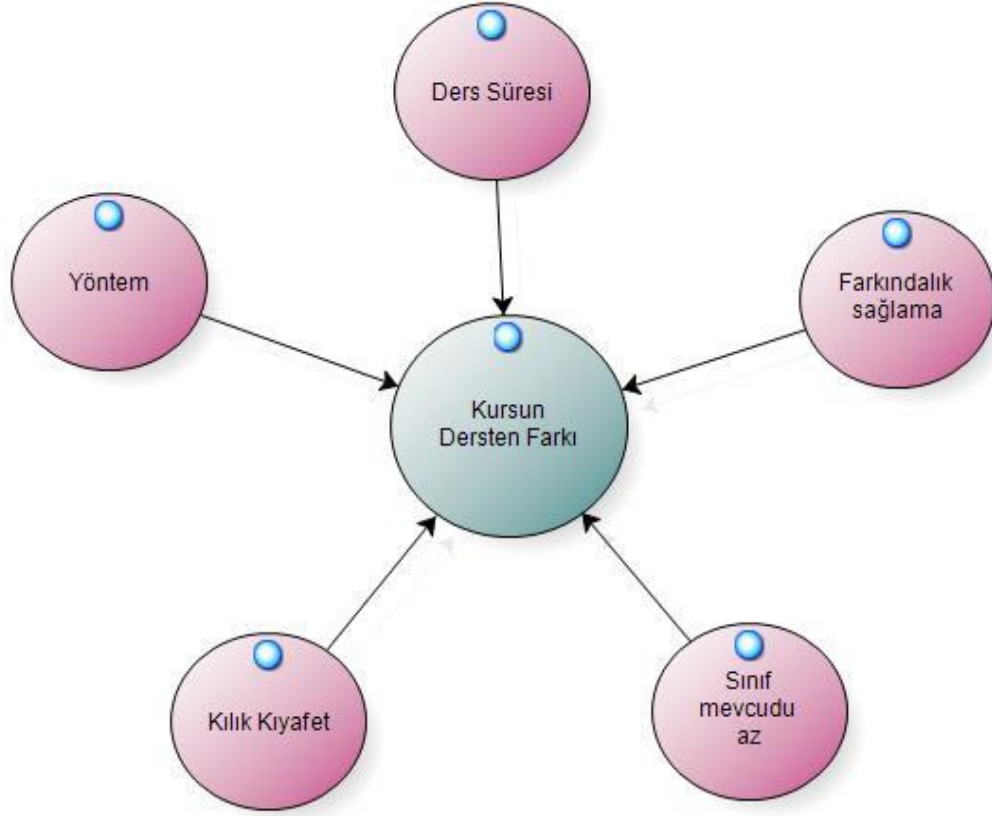 Ders Süresi
Yöntem
Farkındalık
sağlama
Kursun
Dersten Farkı
Kılık Kıyafet
Sınıf
mevcudu
az